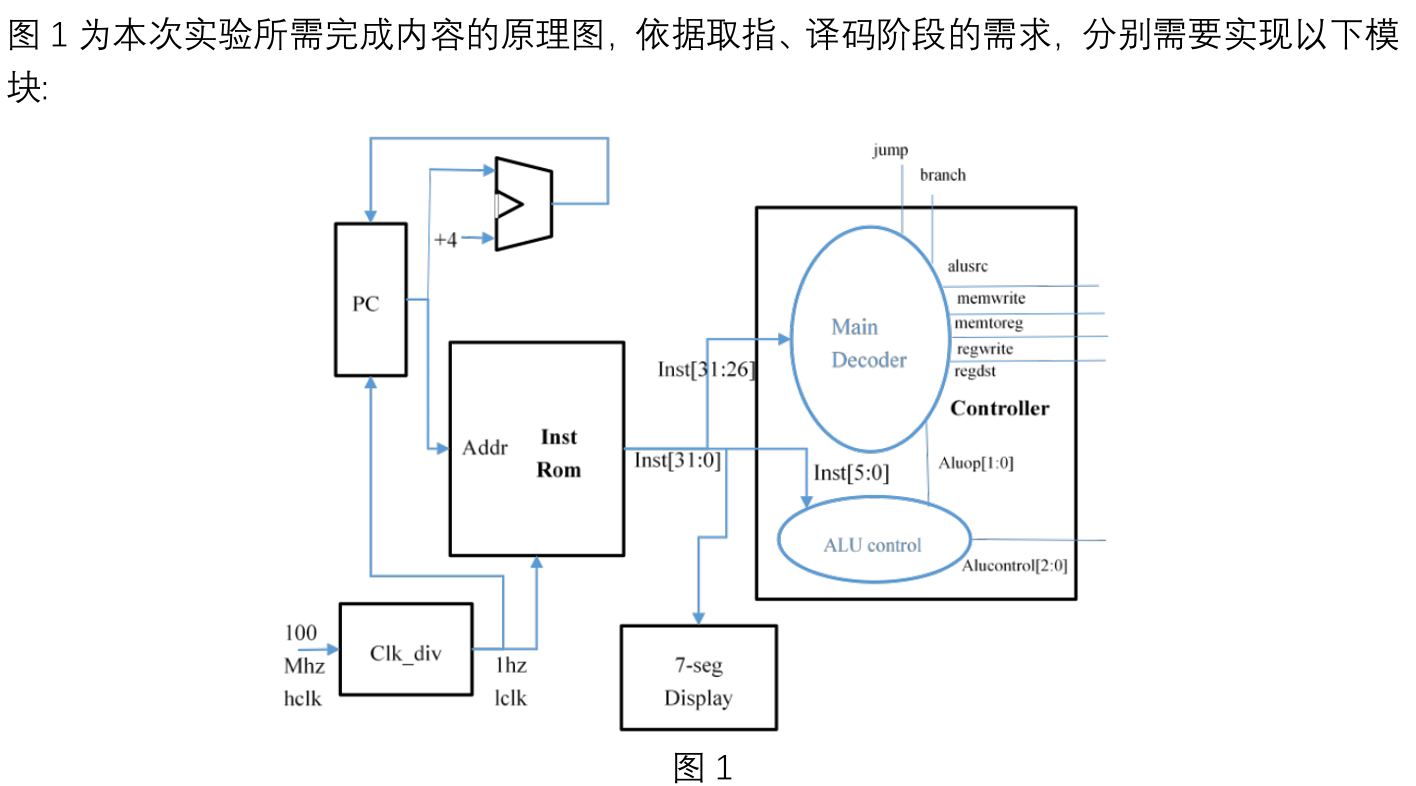 图 1 为本次实验所需完成内容的原理图, 依据取指、译码阶段的需求, 分别需要实现以下模
块:
jump
branch
+4
PC
alusrc
memwrite
memtoreg
regwrite
regdst
Main
Decoder
Controller
Inst[31:26]
Addr
Inst
Rom
Inst[31:0]
Inst[5:0]
Aluop[1:0]
ALU control
Alucontrol[2:0]
100
Mhz
hclk
Clk_div
1hz
lclk
7-seg
Display
图 1